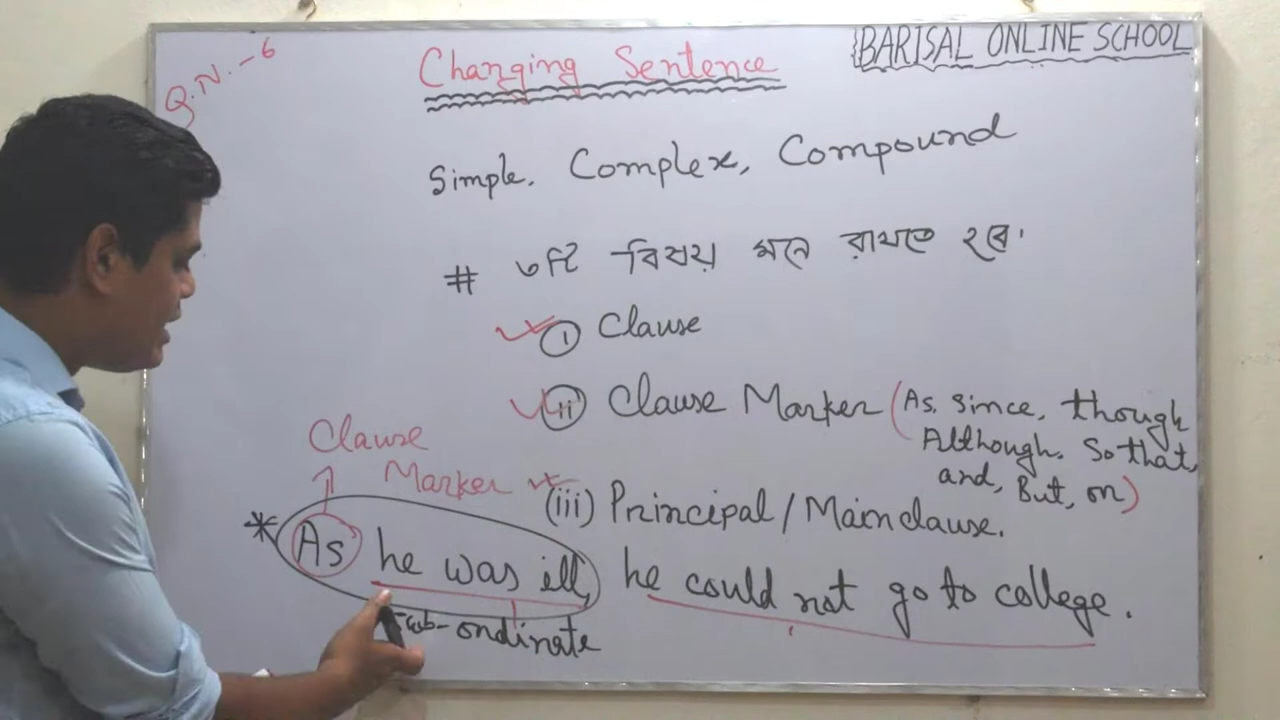 Q.N.-6
Changing Sentence
BARISAL ONLINE SCHOOL
Simple, Complex, Compound
# ৩টি বিষয় মনে রাখতে হবে।
(i) Clause
(ii) Clause Marker (As, Since, though
Although, So that,
and, But, or)
Clause
Marker
(iii) Principal/Main clause.
* As he was ill, he could not go to college.
Sub-ordinate